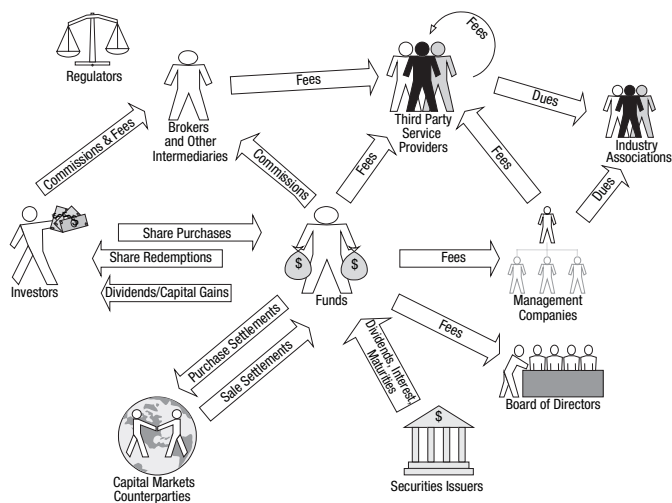 Regulators
Brokers
and Other
Intermediaries
Fees
Fees
Third Party
Service
Providers
Dues
Industry
Associations
Commissions & Fees
Commissions
Fees
Fees
Dues
$
Investors
Share Purchases
Share Redemptions
Dividends/Capital Gains
$
$
Funds
Fees
Management
Companies
Purchase Settlements
Sale Settlements
Dividends, Interest,
Maturities
Fees
Board of Directors
Capital Markets
Counterparties
$
Securities Issuers